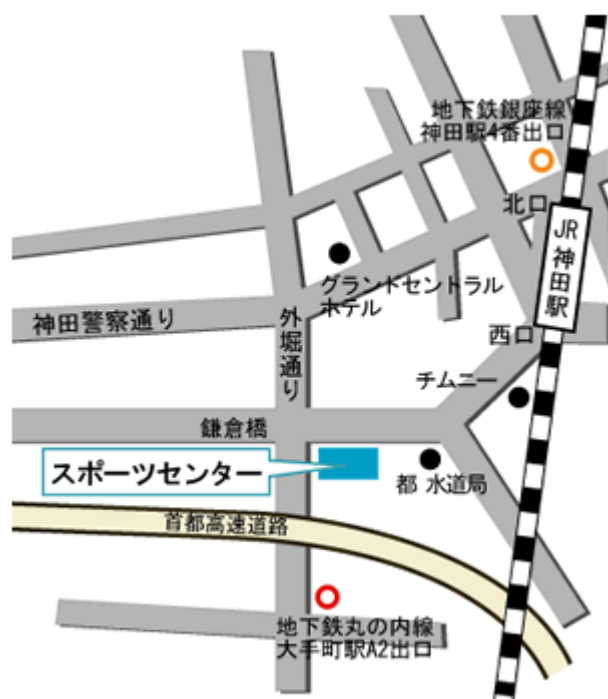 地下鉄銀座線
神田駅4番出口
北口
JR神田駅
グランドセントラル
ホテル
神田警察通り
外堀通り
西口
チムニー
鎌倉橋
スポーツセンター
都 水道局
首都高速道路
地下鉄丸の内線
大手町駅A2出口